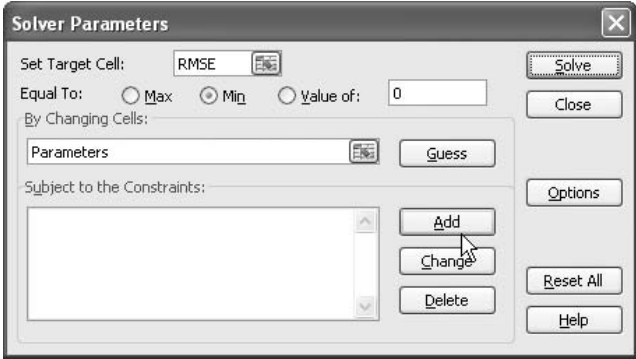 Solver Parameters
Set Target Cell: RMSE Solve
Equal To: Max Min Value of: 0 Close
By Changing Cells:
Parameters Guess
Subject to the Constraints: Options
Add
Change
Reset All
Delete
Help